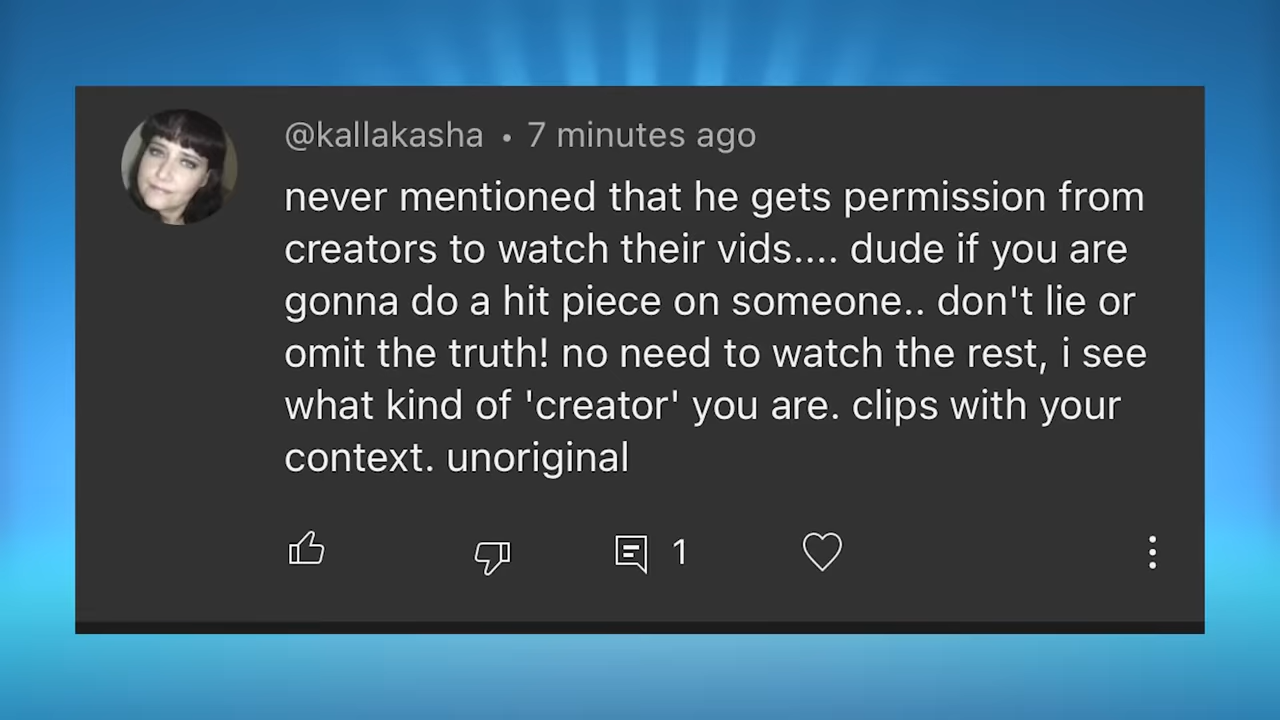 @kallakasha • 7 minutes ago
never mentioned that he gets permission from
creators to watch their vids.... dude if you are
gonna do a hit piece on someone.. don't lie or
omit the truth! no need to watch the rest, i see
what kind of 'creator' you are. clips with your
context. unoriginal
1